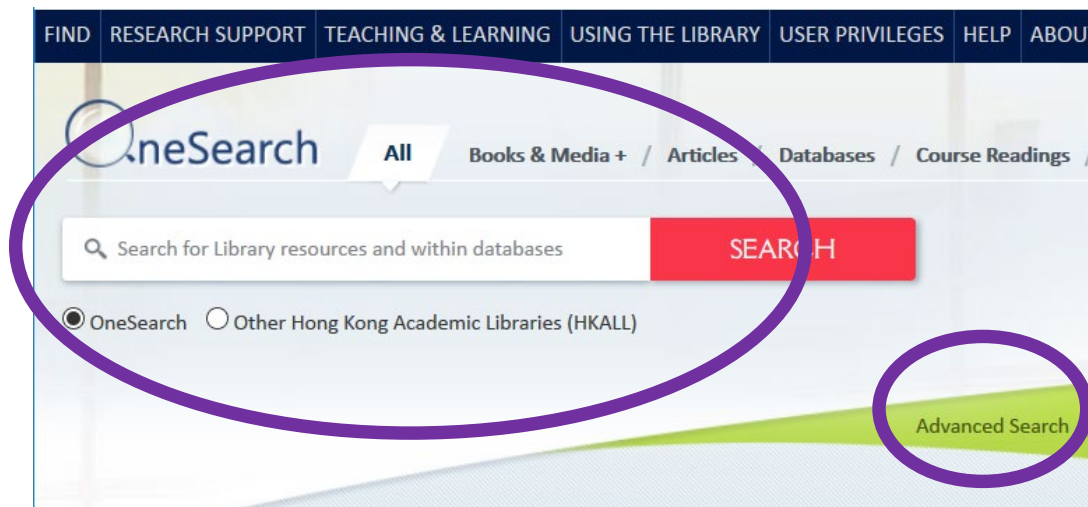 FIND RESEARCH SUPPORT TEACHING & LEARNING USING THE LIBRARY USER PRIVILEGES HELP ABOU
OneSearch All Books & Media + / Articles / Databases / Course Readings /
Search for Library resources and within databases SEARCH
OneSearch Other Hong Kong Academic Libraries (HKALL)
Advanced Search